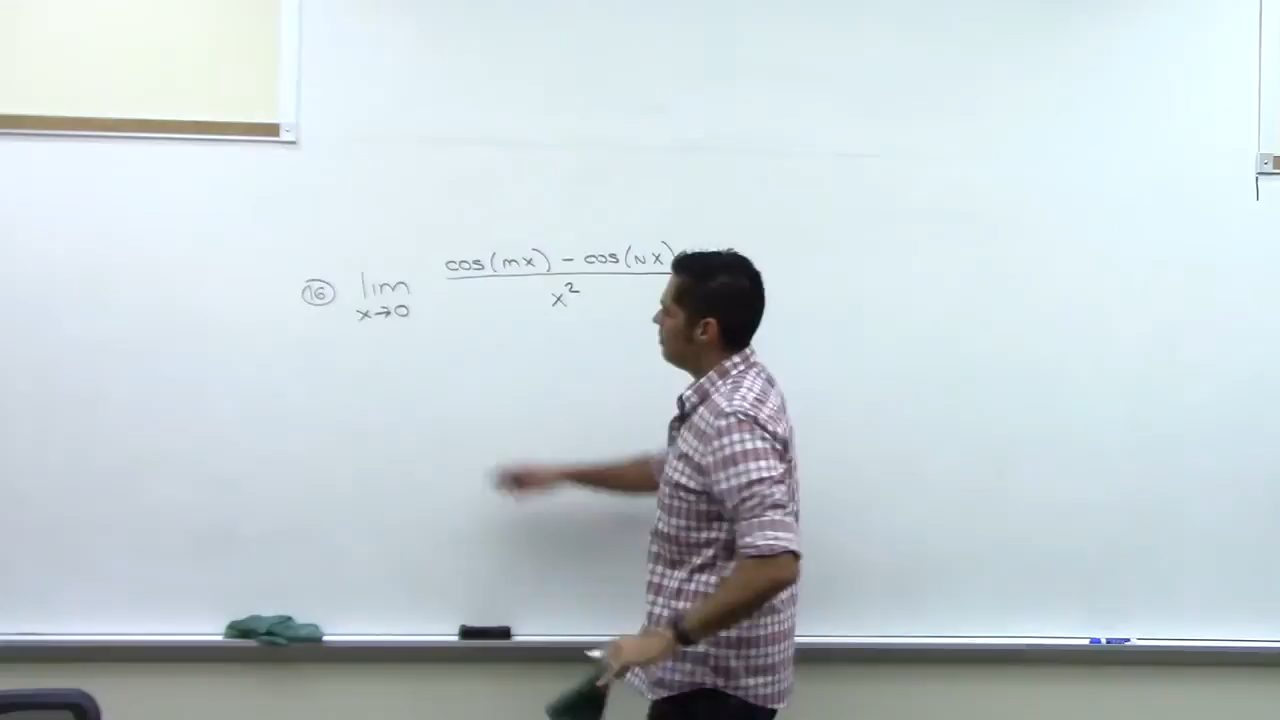 ⑯ lim x→0 cos(mx) - cos(Nx)
x²